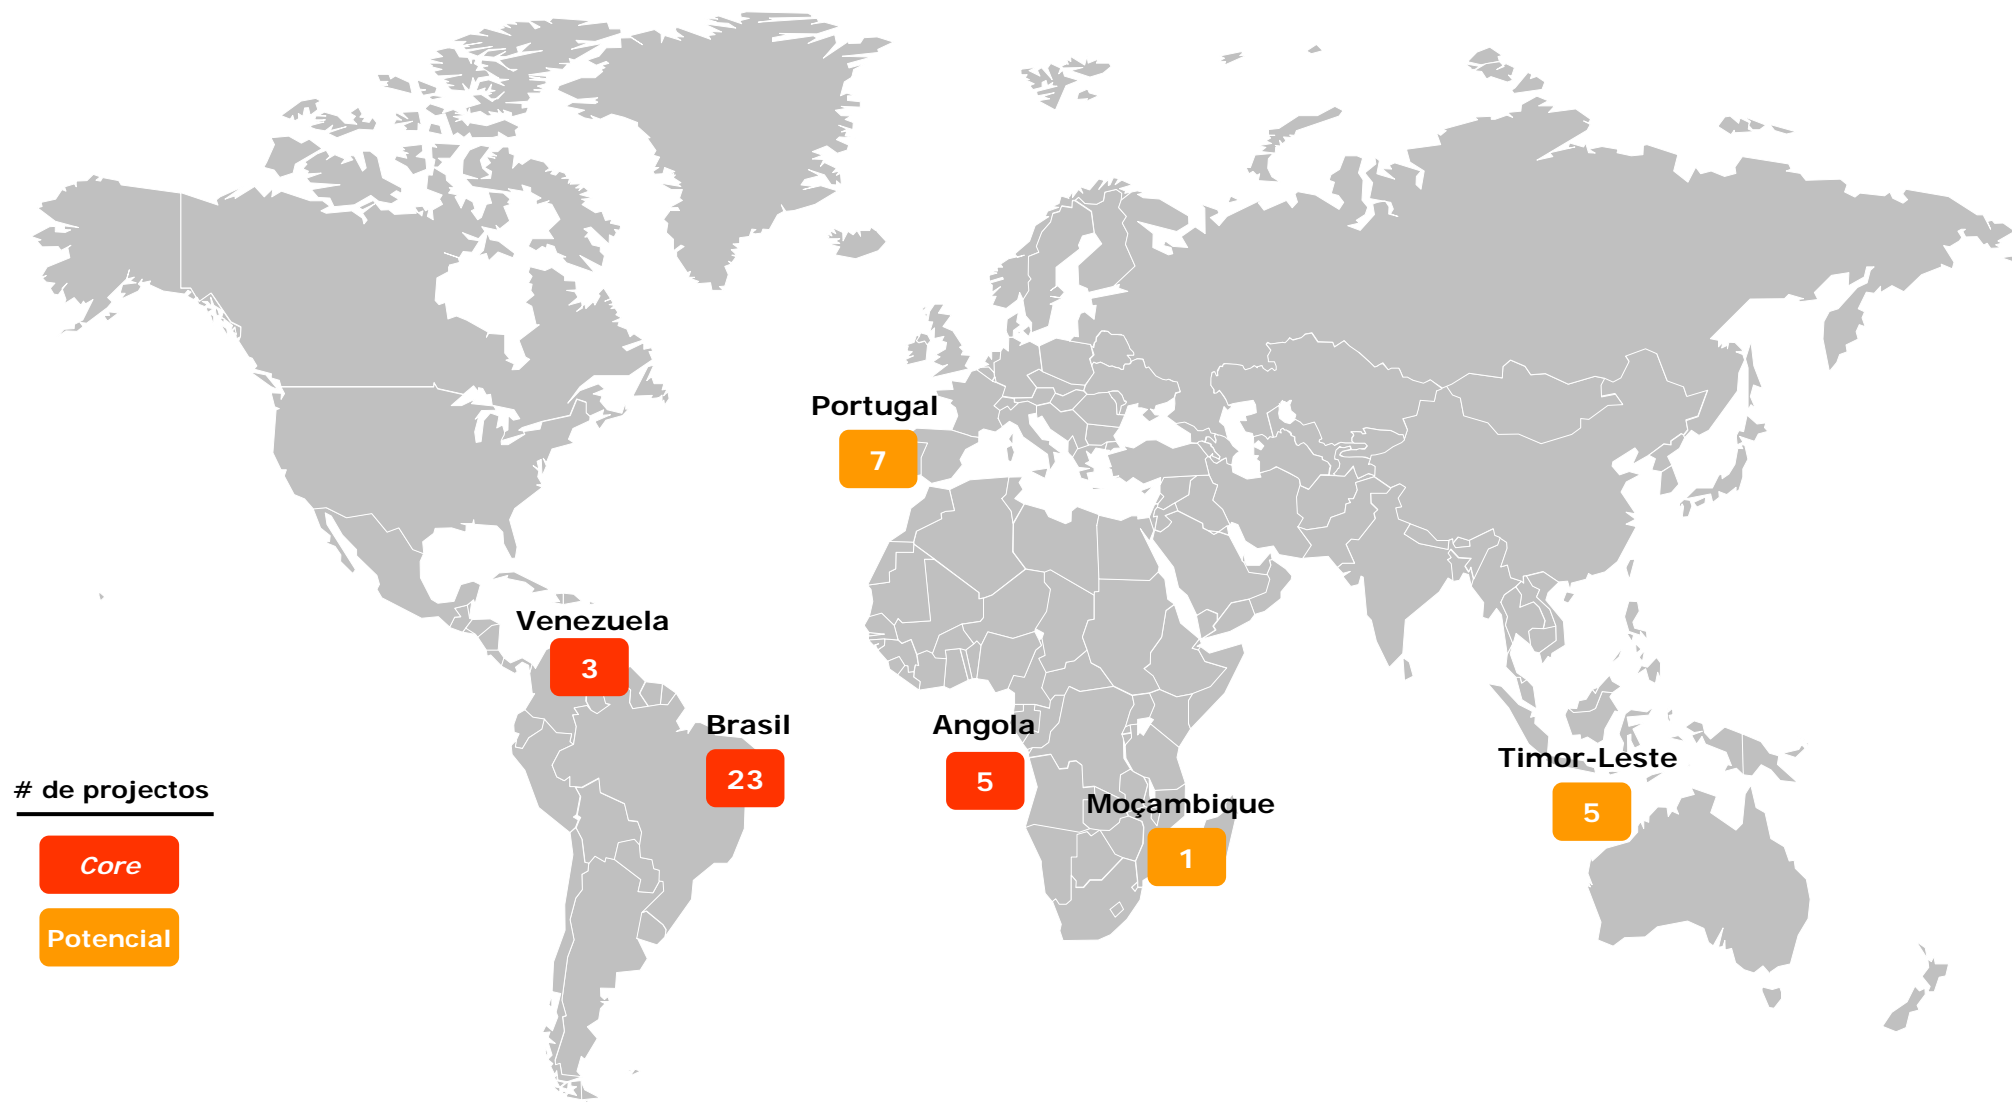 Portugal
7
Venezuela
3
Brasil
23
Angola
5
Moçambique
1
Timor-Leste
5
# de projectos
Core
Potencial